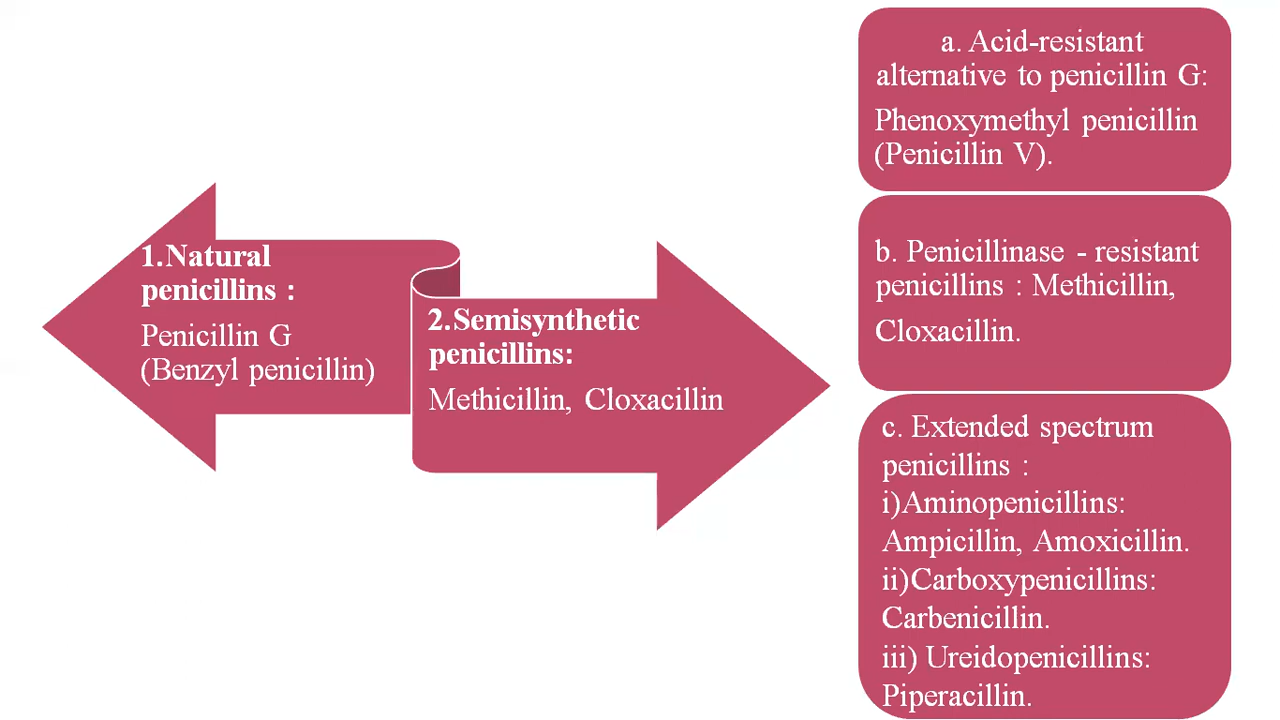 1.Natural
penicillins :
Penicillin G
(Benzyl penicillin)
2.Semisynthetic
penicillins:
Methicillin, Cloxacillin
a. Acid-resistant
alternative to penicillin G:
Phenoxymethyl penicillin
(Penicillin V).
b. Penicillinase - resistant
penicillins : Methicillin,
Cloxacillin.
c. Extended spectrum
penicillins :
i)Aminopenicillins:
Ampicillin, Amoxicillin.
ii)Carboxypenicillins:
Carbenicillin.
iii) Ureidopenicillins:
Piperacillin.